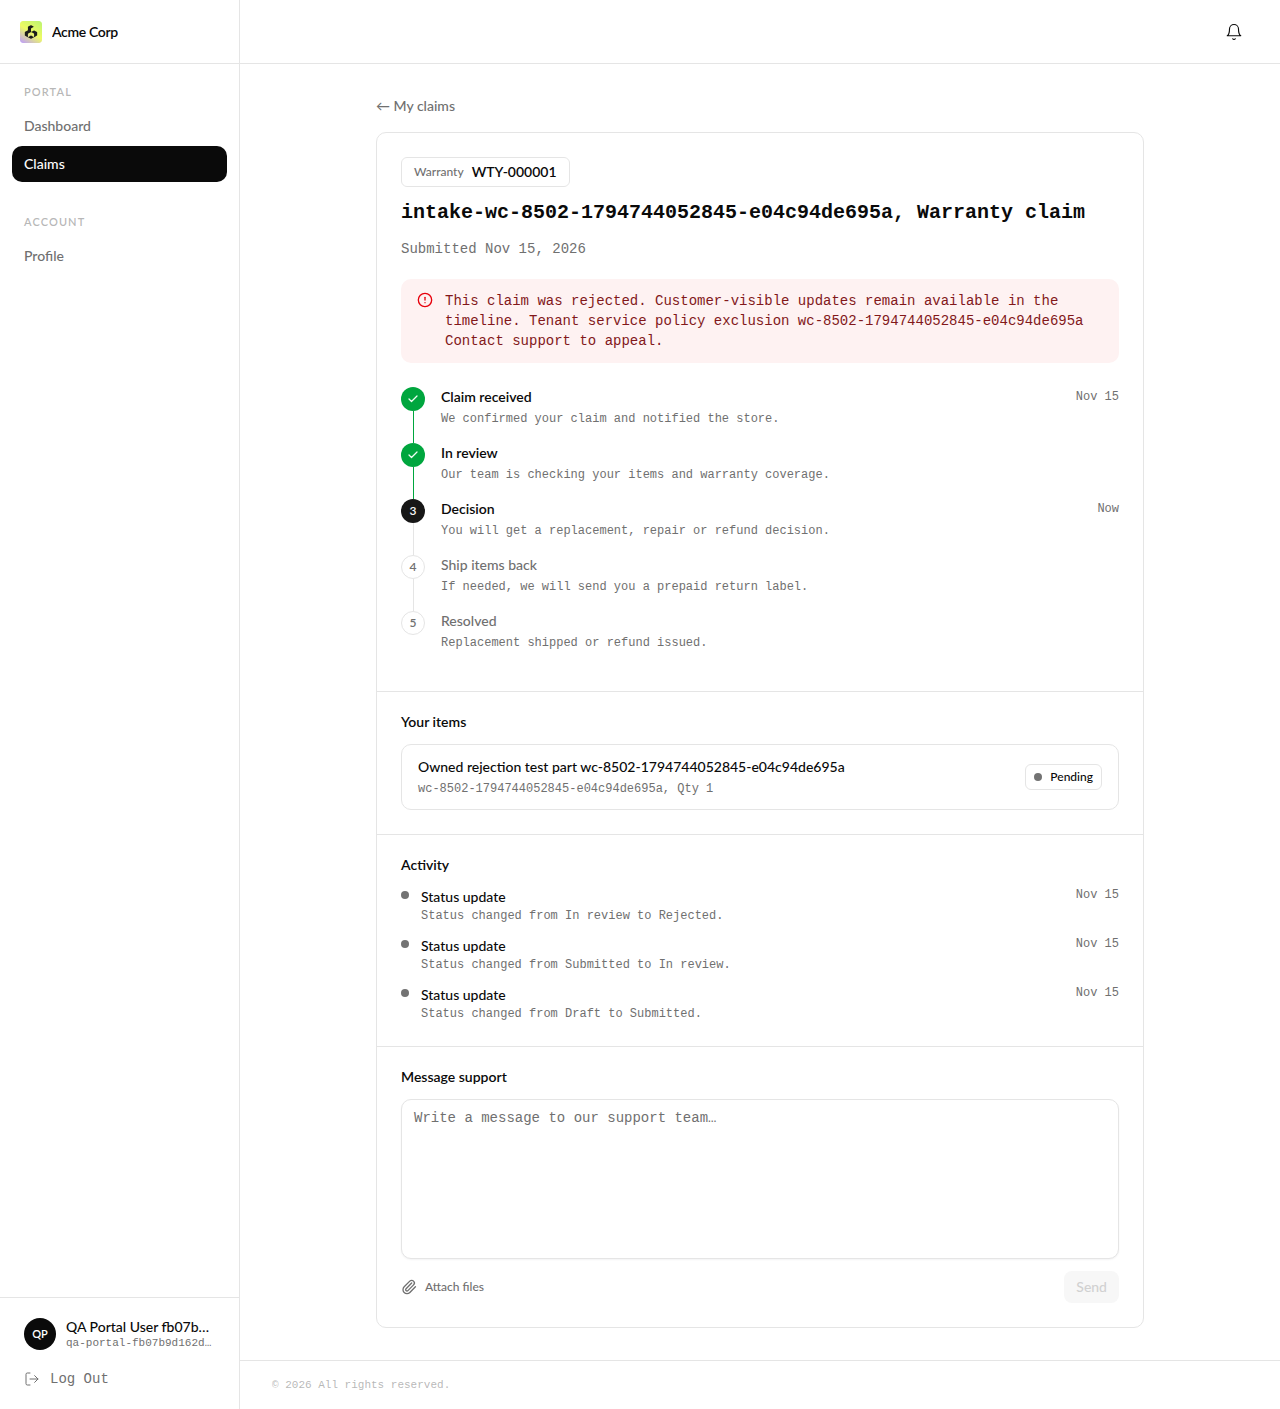 Acme Corp
PORTAL
Dashboard
Claims
ACCOUNT
Profile
← My claims
Warranty WTY-000001
intake-wc-8502-1794744052845-e04c94de695a, Warranty claim
Submitted Nov 15, 2026
This claim was rejected. Customer-visible updates remain available in the
timeline. Tenant service policy exclusion wc-8502-1794744052845-e04c94de695a
Contact support to appeal.
Claim received Nov 15
We confirmed your claim and notified the store.
In review
Our team is checking your items and warranty coverage.
3 Decision Now
You will get a replacement, repair or refund decision.
4 Ship items back
If needed, we will send you a prepaid return label.
5 Resolved
Replacement shipped or refund issued.
Your items
Owned rejection test part wc-8502-1794744052845-e04c94de695a
wc-8502-1794744052845-e04c94de695a, Qty 1
Pending
Activity
Status update Nov 15
Status changed from In review to Rejected.
Status update Nov 15
Status changed from Submitted to In review.
Status update Nov 15
Status changed from Draft to Submitted.
Message support
Write a message to our support team…
Attach files
Send
QP QA Portal User fb07b…
qa-portal-fb07b9d162d…
Log Out
© 2026 All rights reserved.